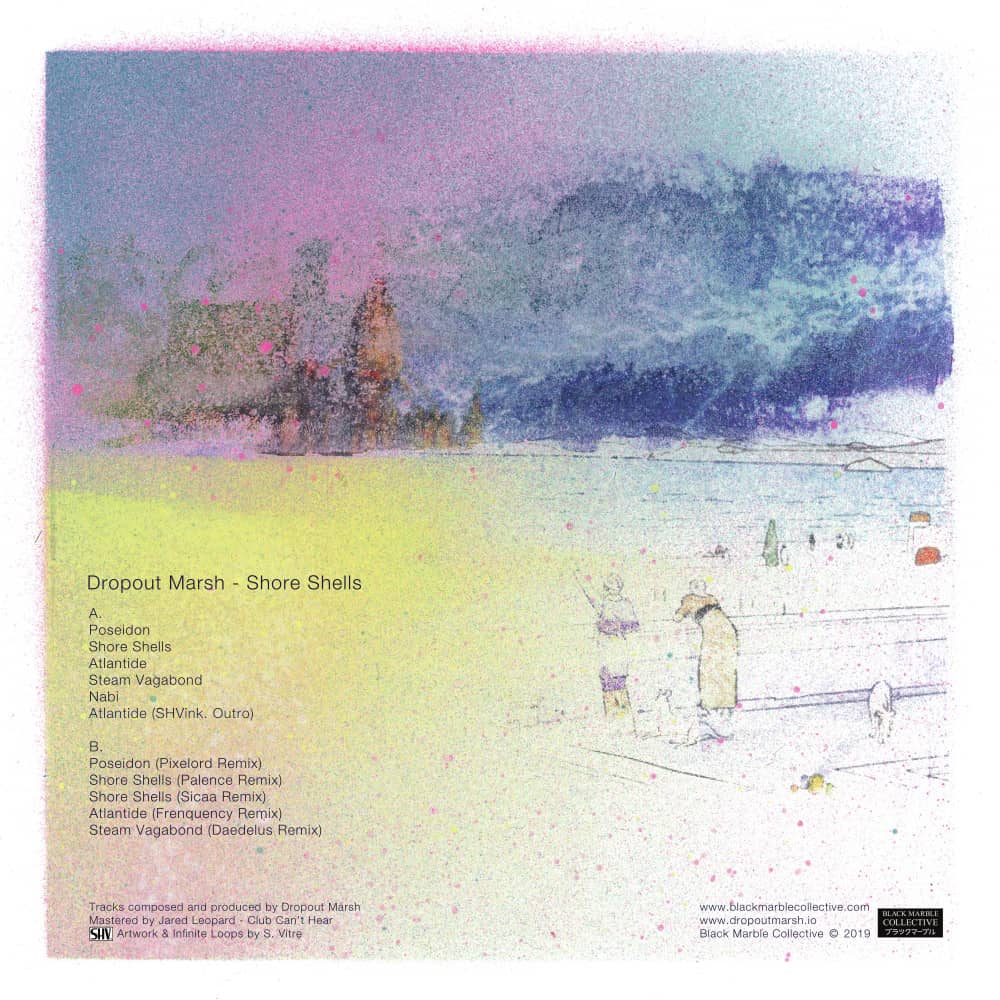 Dropout Marsh - Shore Shells
A.
Poseidon
Shore Shells
Atlantide
Steam Vagabond
Nabi
Atlantide (SHVink. Outro)
B.
Poseidon (Pixelord Remix)
Shore Shells (Palence Remix)
Shore Shells (Sicaa Remix)
Atlantide (Frenquency Remix)
Steam Vagabond (Daedelus Remix)
Tracks composed and produced by Dropout Marsh
Mastered by Jared Leopard - Club Can't Hear
SHV Artwork & Infinite Loops by S. Vitre
www.blackmarblecollective.com
www.dropoutmarsh.io
Black Marble Collective © 2019
BLACK MARBLE
COLLECTIVE
ブラックマーブル